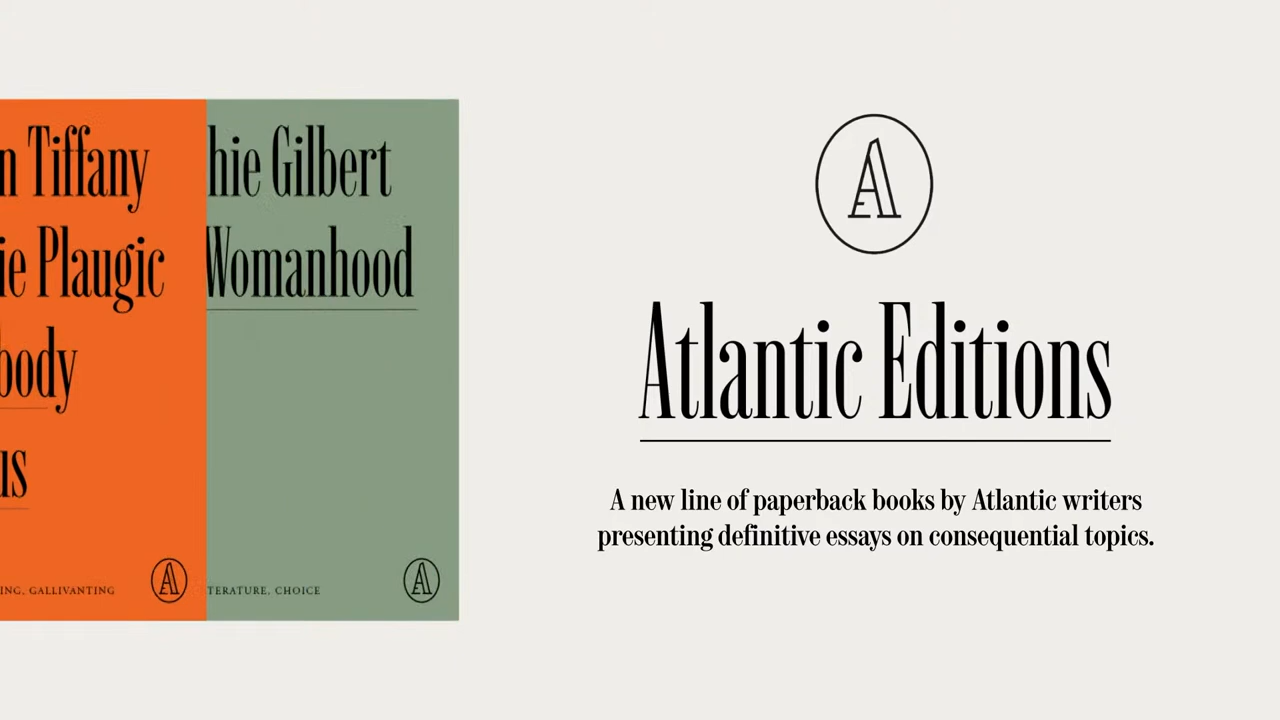 n Tiffany
ie Plaugic
body
us
ING, GALLIVANTING
hie Gilbert
Womanhood
TERATURE, CHOICE
AE
Atlantic Editions
A new line of paperback books by Atlantic writers
presenting definitive essays on consequential topics.